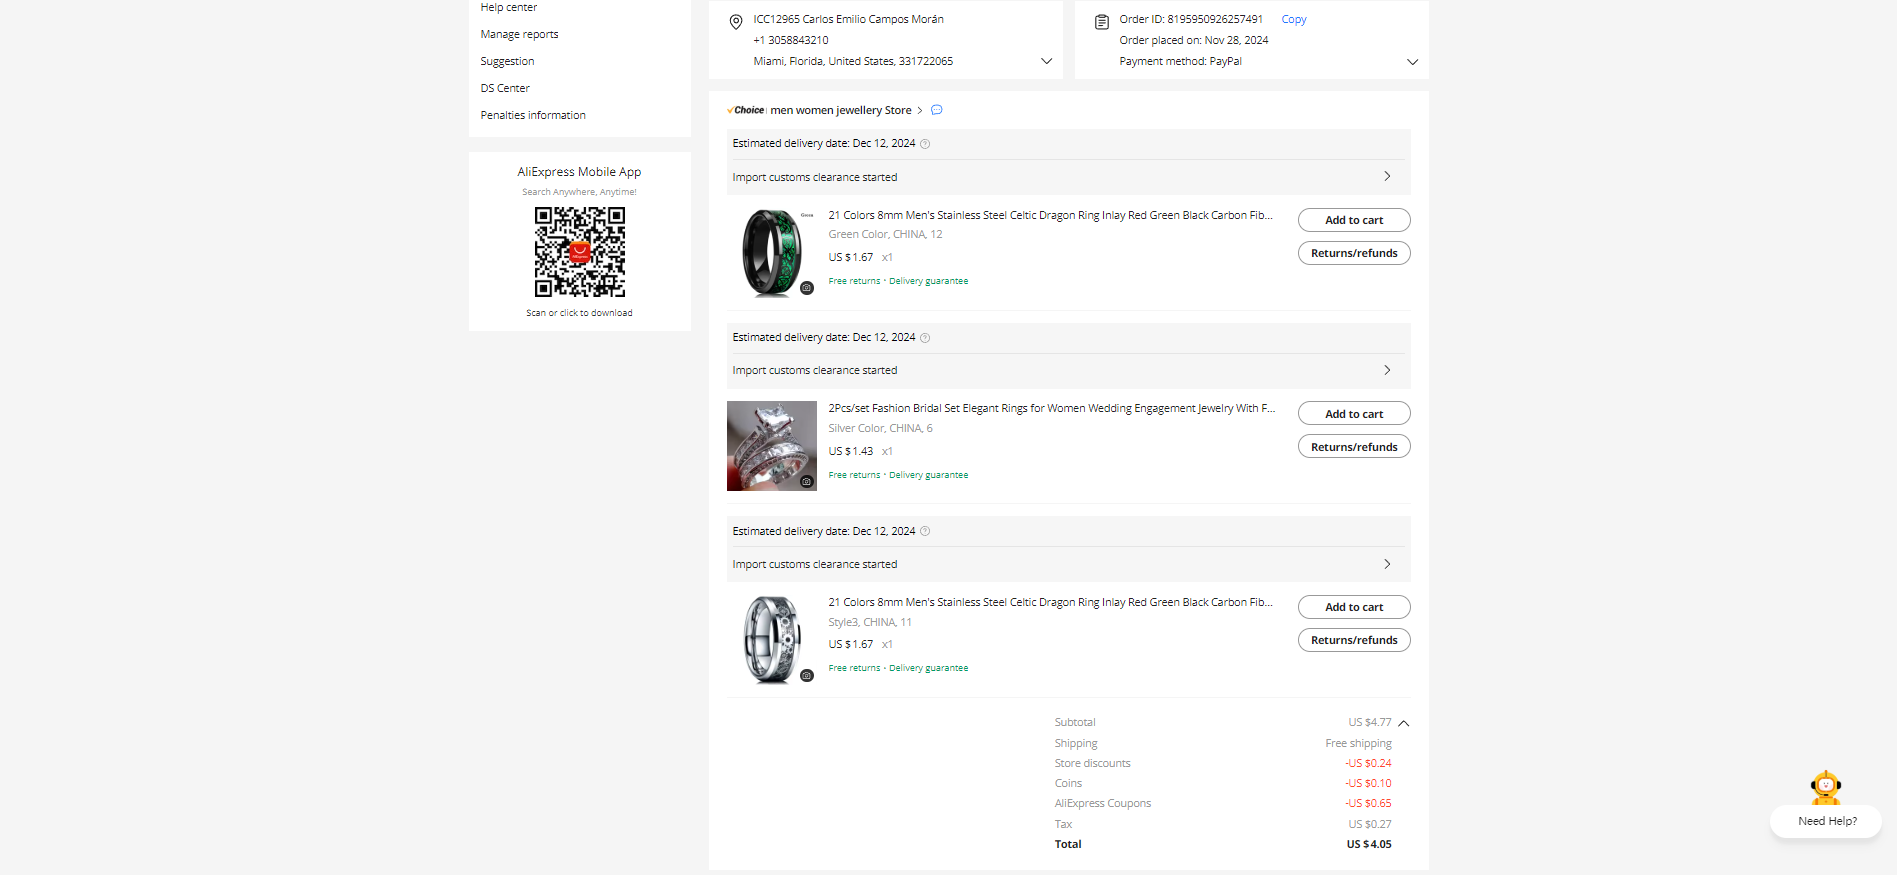 Help center
Manage reports
Suggestion
DS Center
Penalties information
AliExpress Mobile App
Search Anywhere, Anytime!
AliExpress
Scan or click to download
ICC12965 Carlos Emilio Campos Morán
+1 3058843210
Miami, Florida, United States, 331722065
Order ID: 8195950926257491 Copy
Order placed on: Nov 28, 2024
Payment method: PayPal
Choice men women jewellery Store
Estimated delivery date: Dec 12, 2024
Import customs clearance started
Green
21 Colors 8mm Men's Stainless Steel Celtic Dragon Ring Inlay Red Green Black Carbon Fib...
Green Color, CHINA, 12
US $1.67 x1
Free returns · Delivery guarantee
Add to cart
Returns/refunds
Estimated delivery date: Dec 12, 2024
Import customs clearance started
2Pcs/set Fashion Bridal Set Elegant Rings for Women Wedding Engagement Jewelry With F...
Silver Color, CHINA, 6
US $1.43 x1
Free returns · Delivery guarantee
Add to cart
Returns/refunds
Estimated delivery date: Dec 12, 2024
Import customs clearance started
21 Colors 8mm Men's Stainless Steel Celtic Dragon Ring Inlay Red Green Black Carbon Fib...
Style3, CHINA, 11
US $1.67 x1
Free returns · Delivery guarantee
Add to cart
Returns/refunds
Subtotal US $4.77
Shipping Free shipping
Store discounts -US $0.24
Coins -US $0.10
AliExpress Coupons -US $0.65
Tax US $0.27
Total US $4.05
Need Help?